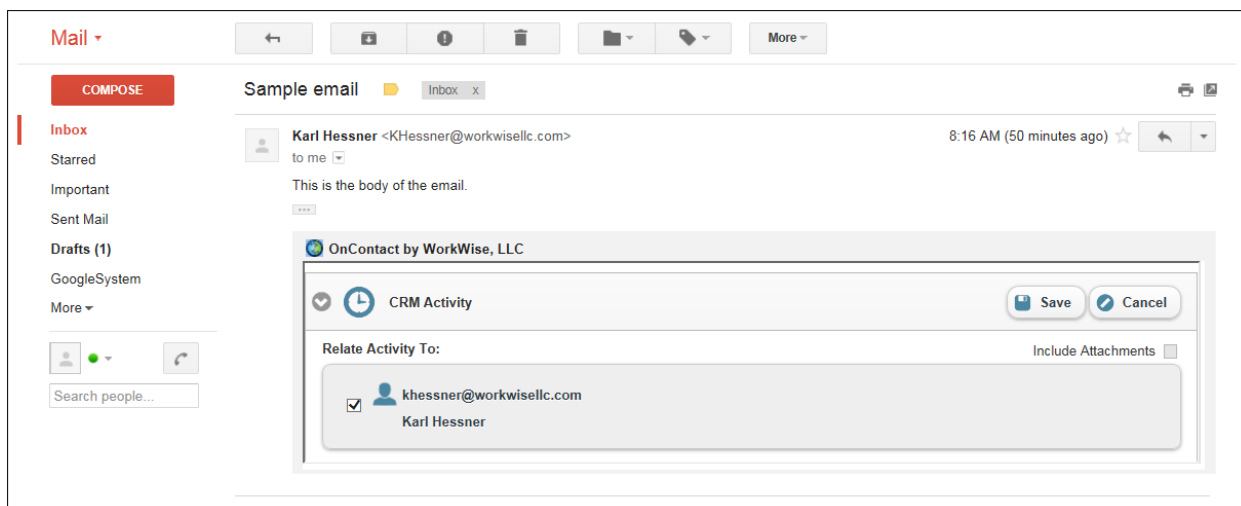 Mail
More
COMPOSE
Sample email
Inbox x
Inbox
Starred
Important
Sent Mail
Drafts (1)
GoogleSystem
More
Search people...
Karl Hessner <KHessner@workwisellc.com>
8:16 AM (50 minutes ago)
to me
This is the body of the email.
OnContact by WorkWise, LLC
CRM Activity
Save
Cancel
Relate Activity To:
Include Attachments
khessner@workwisellc.com
Karl Hessner